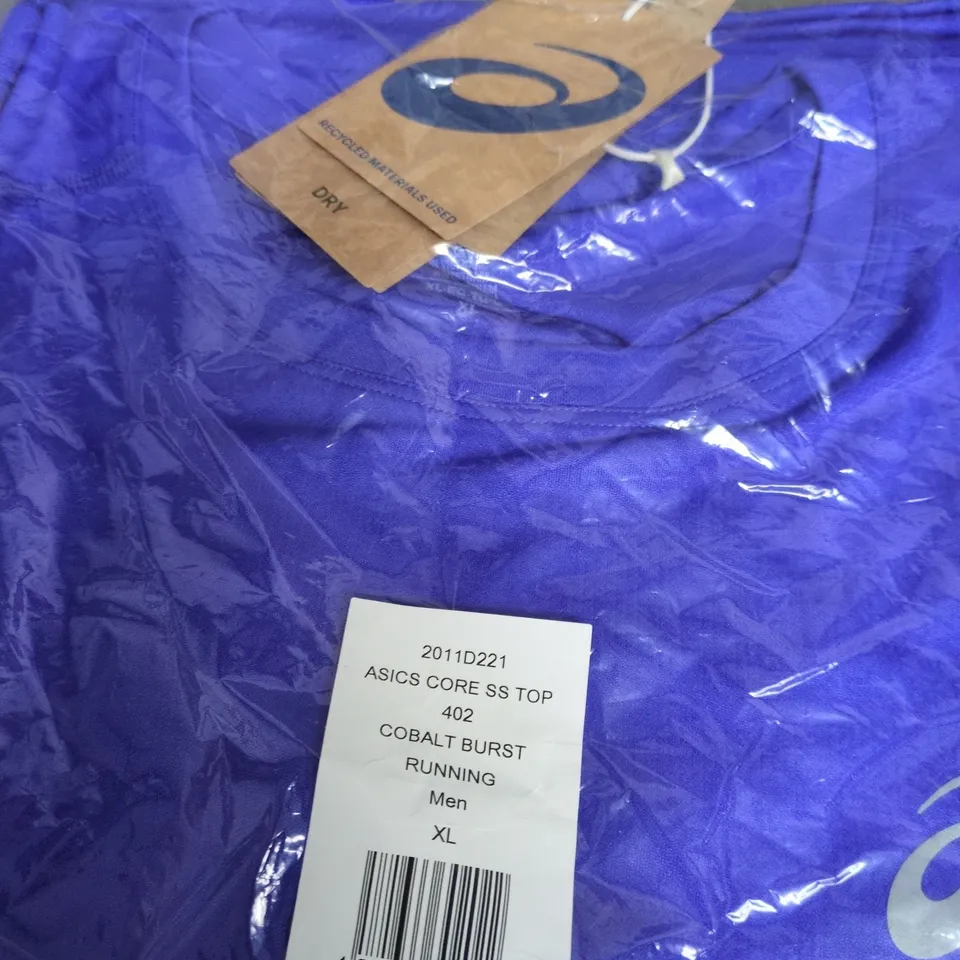 RECYCLED MATERIALS USED
DRY
2011D221
ASICS CORE SS TOP
402
COBALT BURST
RUNNING
Men
XL